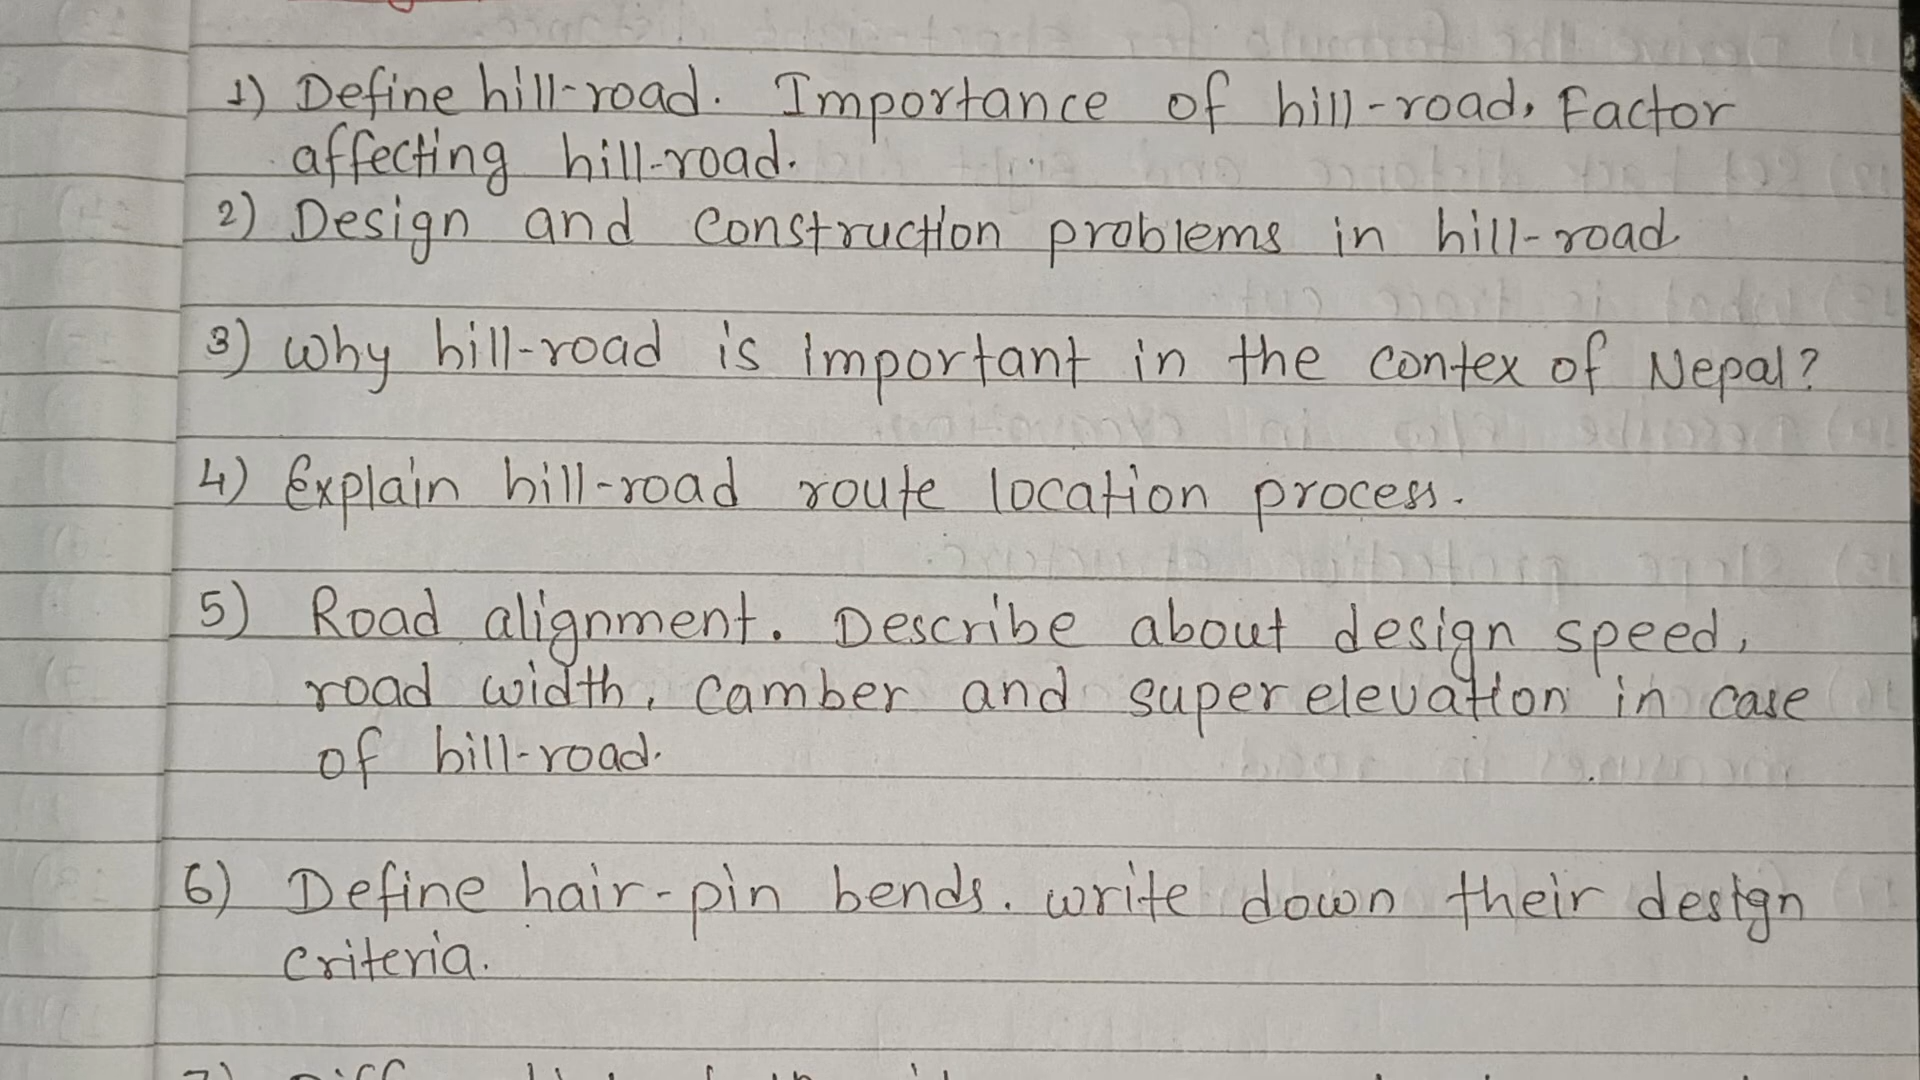 1) Define hill-road. Importance of hill-road, Factor
affecting hill-road.
2) Design and construction problems in hill-road
3) Why hill-road is important in the contex of Nepal?
4) Explain hill-road route location process.
5) Road alignment. Describe about design speed,
road width, camber and super elevation in case
of hill-road.
6) Define hair-pin bends. write down their design
criteria.